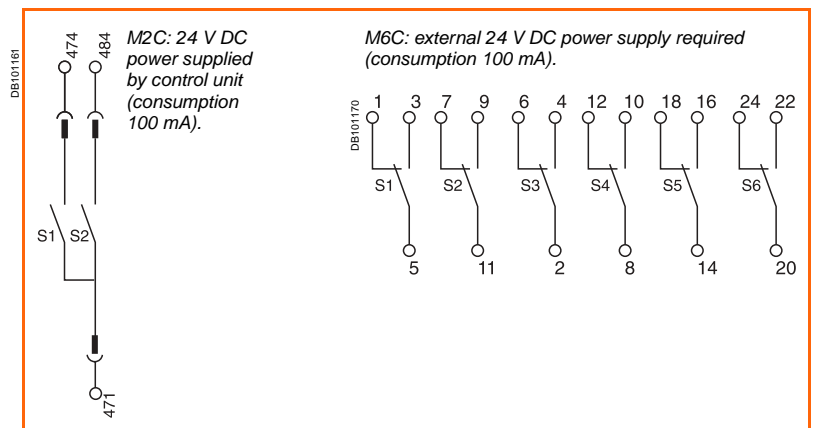 DB101161
474
484
M2C: 24 V DC
power supplied
by control unit
(consumption
100 mA).
S1
S2
471
M6C: external 24 V DC power supply required
(consumption 100 mA).
DB101170
1 3 7 9 6 4 12 10 18 16 24 22
S1 S2 S3 S4 S5 S6
5 11 2 8 14 20